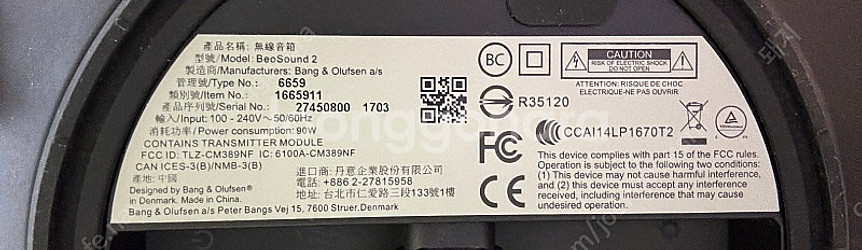 產品名稱: 無線音箱
型號/Model: BeoSound 2
製造商/Manufacturers: Bang & Olufsen a/s
管理號/Type No.: 6659
類別號/Item No.: 1665911
產品序列號/Serial No.: 27450800 1703
輸入/Input: 100 - 240V~ 50/60Hz
消耗功率/Power consumption: 90W
CONTAINS TRANSMITTER MODULE
FCC ID: TLZ-CM389NF IC: 6100A-CM389NF
CAN ICES-3(B)/NMB-3(B)
產地: 中國
Designed by Bang & Olufsen
in Denmark. Made in China.
Bang & Olufsen a/s Peter Bangs Vej 15, 7600 Struer, Denmark
進口商: 丹意企業股份有限公司
電話: +886 2-27815958
地址: 台北市仁愛路三段133號1樓
BC
CAUTION
RISK OF ELECTRIC SHOCK
DO NOT OPEN
ATTENTION: RISQUE DE CHOC
ELECTRIQUE/NE PAS OUVRIR
R35120
CCAI14LP1670T2
FC
CE
This device complies with part 15 of the FCC Rules.
Operation is subject to the following two conditions:
(1) This device may not cause harmful interference,
and (2) this device must accept any interference
received, including interference that may cause
undesired operation.